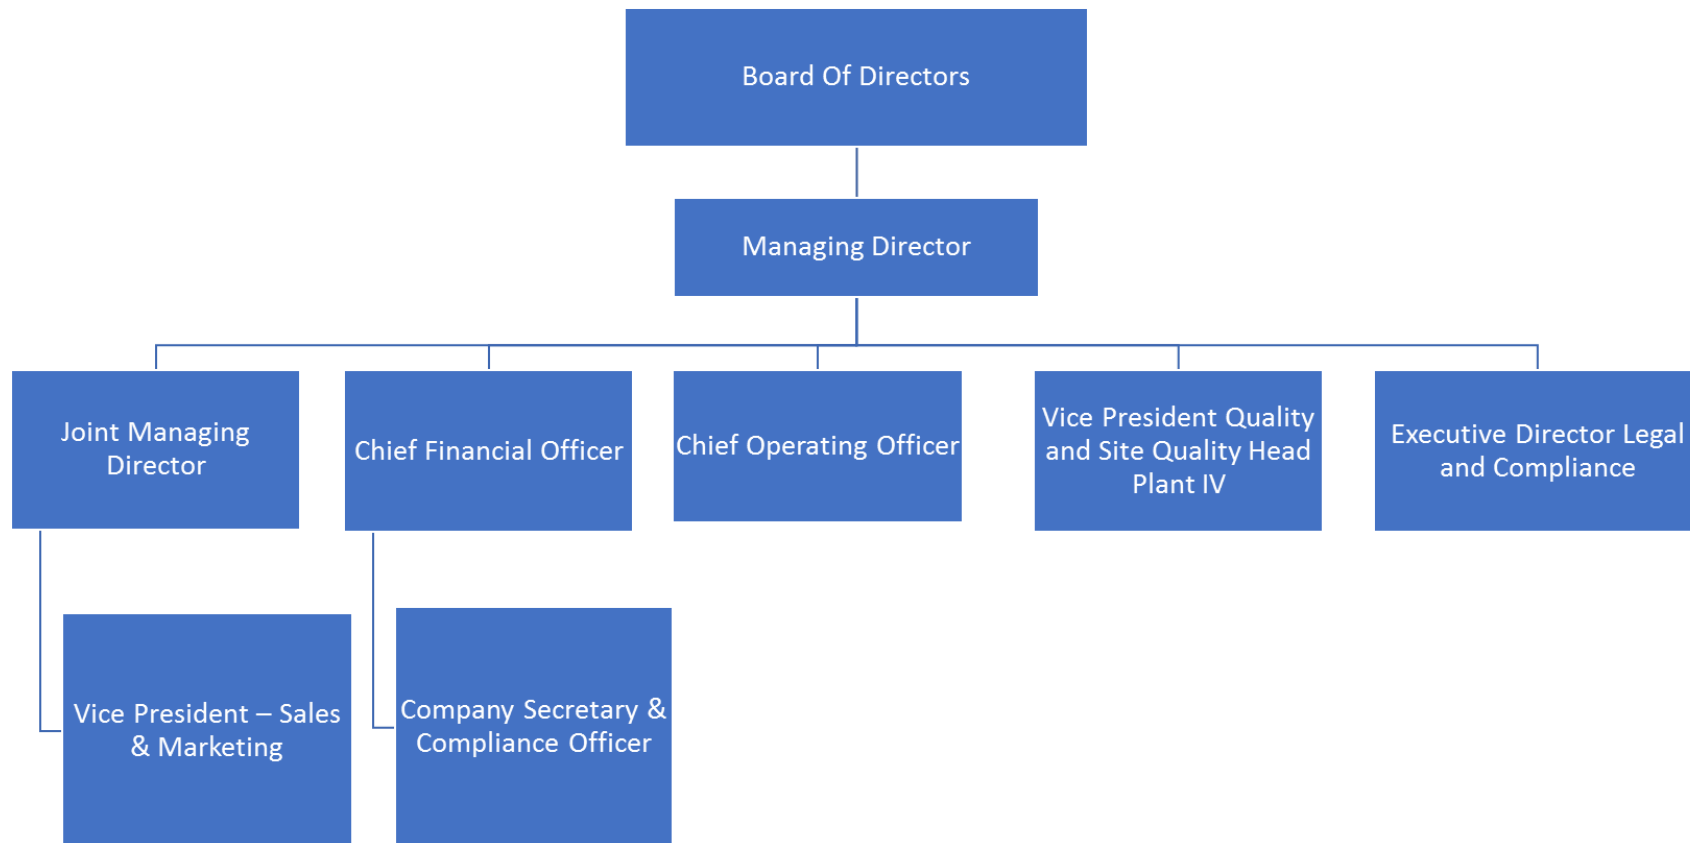 Board Of Directors
Managing Director
Joint Managing
Director
Chief Financial Officer
Chief Operating Officer
Vice President Quality
and Site Quality Head
Plant IV
Executive Director Legal
and Compliance
Vice President – Sales
& Marketing
Company Secretary &
Compliance Officer